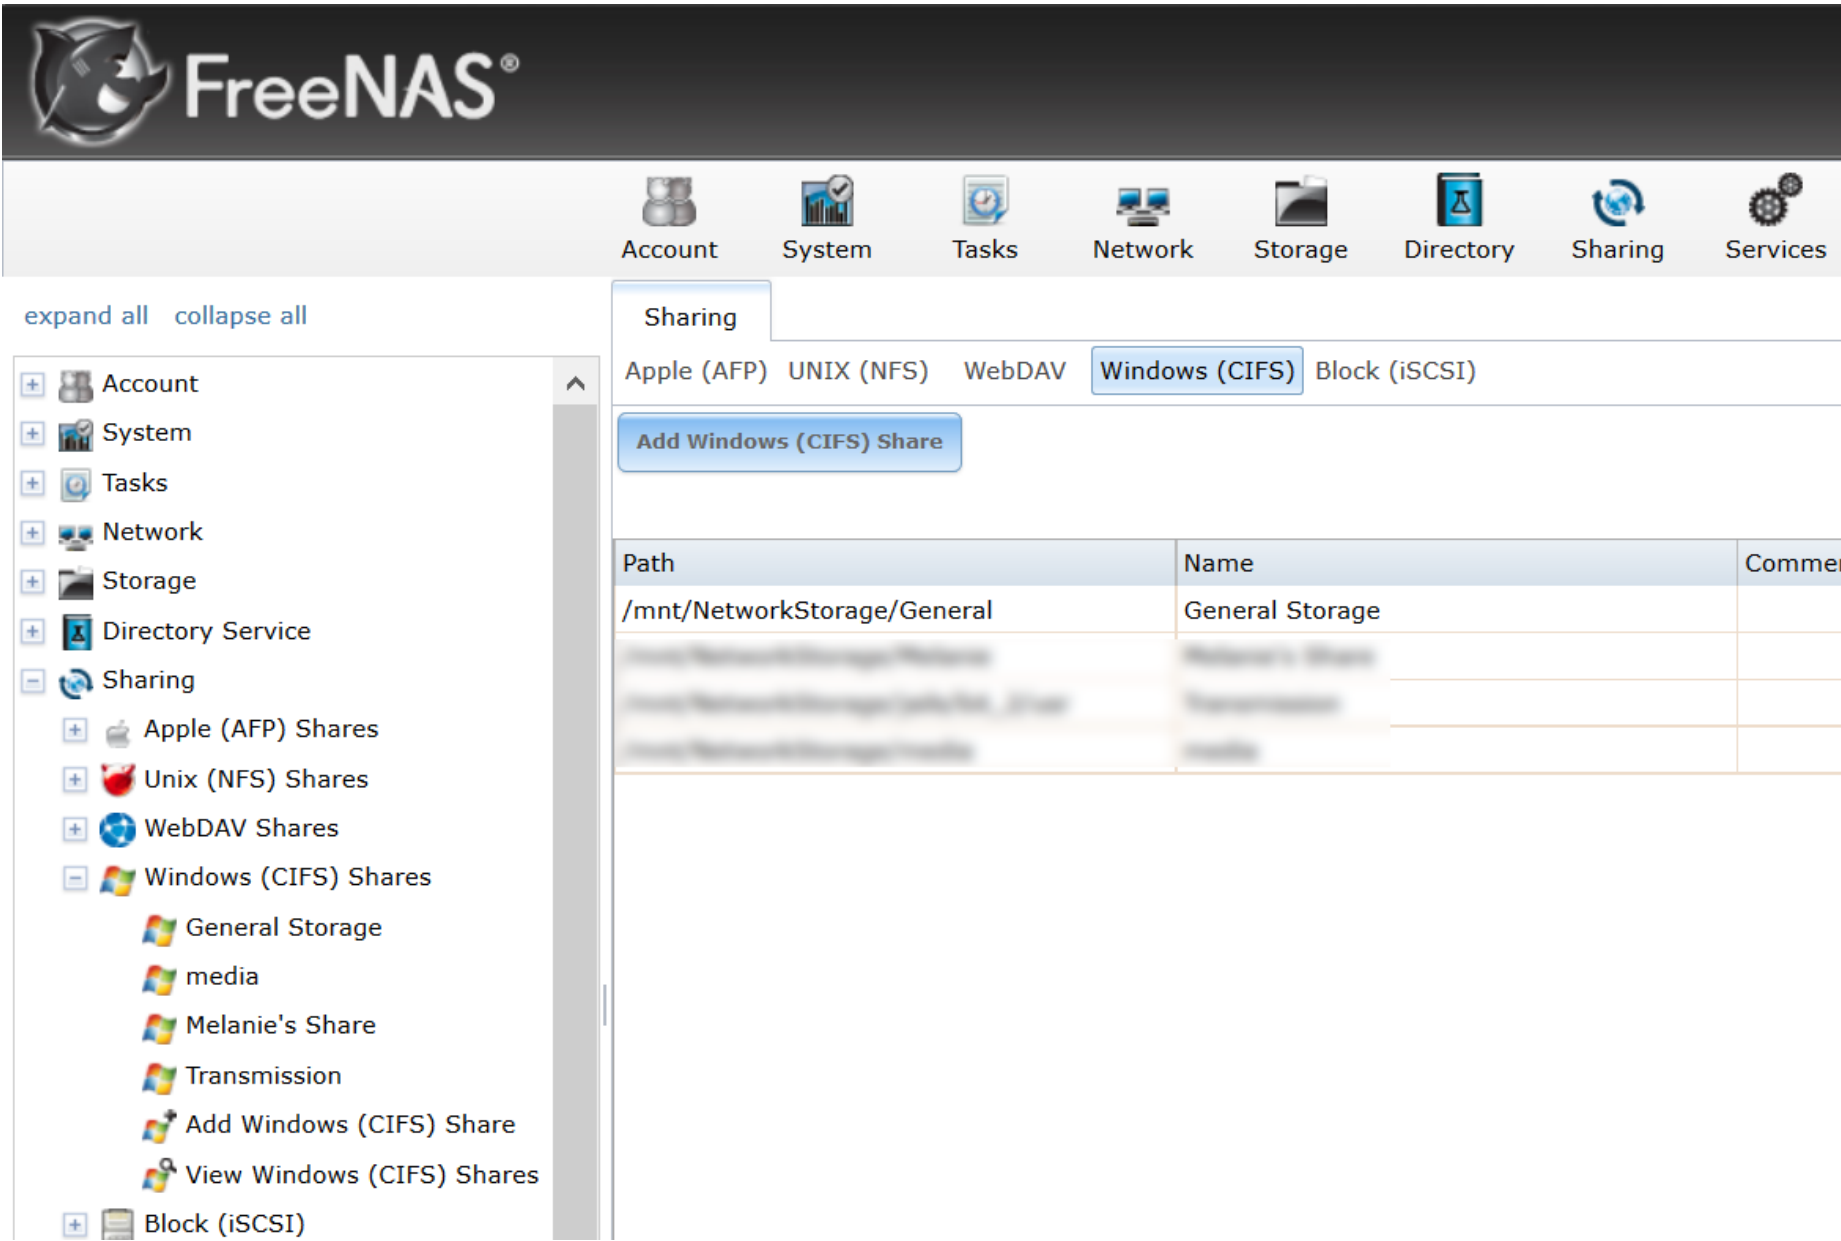 FreeNAS®
Account System Tasks Network Storage Directory Sharing Services
expand all collapse all
Account
System
Tasks
Network
Storage
Directory Service
Sharing
Apple (AFP) Shares
Unix (NFS) Shares
WebDAV Shares
Windows (CIFS) Shares
General Storage
media
Melanie's Share
Transmission
Add Windows (CIFS) Share
View Windows (CIFS) Shares
Block (iSCSI)
Sharing
Apple (AFP) UNIX (NFS) WebDAV Windows (CIFS) Block (iSCSI)
Add Windows (CIFS) Share
Path Name Commen
/mnt/NetworkStorage/General General Storage